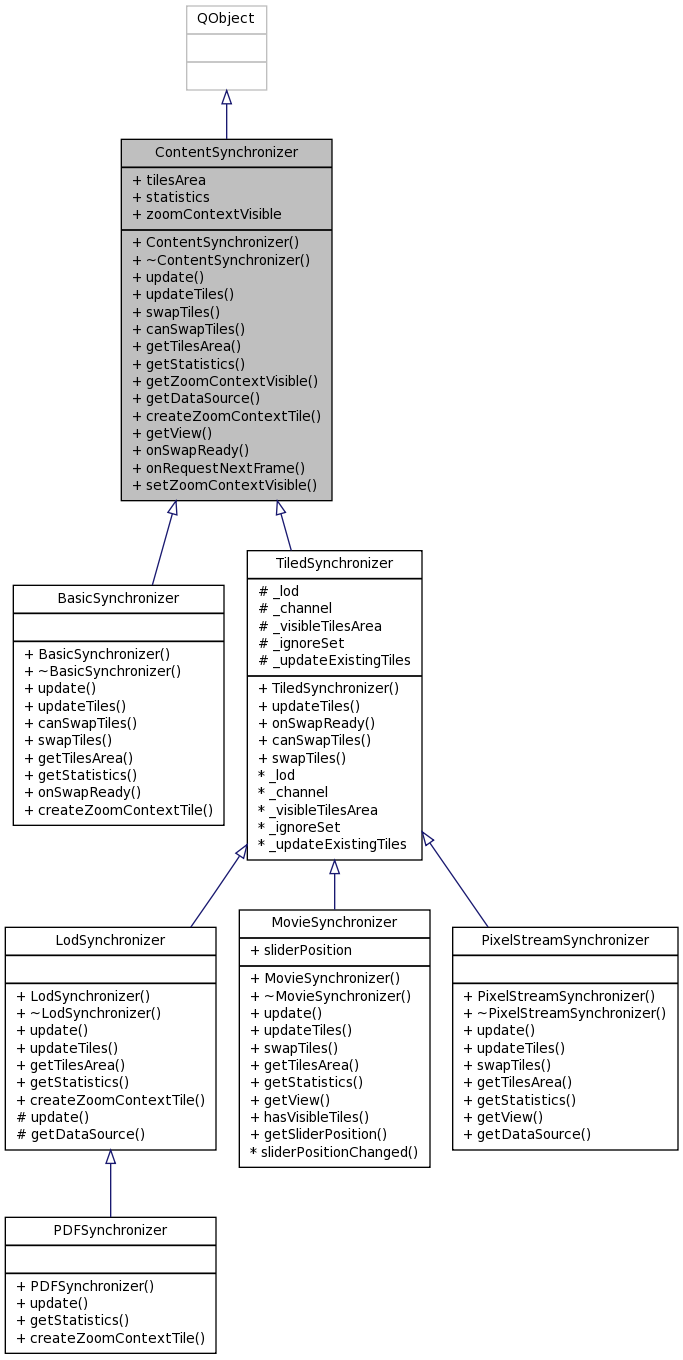 QObject
ContentSynchronizer
+ tilesArea
+ statistics
+ zoomContextVisible
+ ContentSynchronizer()
+ ~ContentSynchronizer()
+ update()
+ updateTiles()
+ swapTiles()
+ canSwapTiles()
+ getTilesArea()
+ getStatistics()
+ getZoomContextVisible()
+ getDataSource()
+ createZoomContextTile()
+ getView()
+ onSwapReady()
+ onRequestNextFrame()
+ setZoomContextVisible()
BasicSynchronizer
+ BasicSynchronizer()
+ ~BasicSynchronizer()
+ update()
+ updateTiles()
+ canSwapTiles()
+ swapTiles()
+ getTilesArea()
+ getStatistics()
+ onSwapReady()
+ createZoomContextTile()
TiledSynchronizer
# _lod
# _channel
# _visibleTilesArea
# _ignoreSet
# _updateExistingTiles
+ TiledSynchronizer()
+ updateTiles()
+ onSwapReady()
+ canSwapTiles()
+ swapTiles()
* _lod
* _channel
* _visibleTilesArea
* _ignoreSet
* _updateExistingTiles
LodSynchronizer
+ LodSynchronizer()
+ ~LodSynchronizer()
+ update()
+ updateTiles()
+ getTilesArea()
+ getStatistics()
+ createZoomContextTile()
# update()
# getDataSource()
MovieSynchronizer
+ sliderPosition
+ MovieSynchronizer()
+ ~MovieSynchronizer()
+ update()
+ updateTiles()
+ swapTiles()
+ getTilesArea()
+ getStatistics()
+ getView()
+ hasVisibleTiles()
+ getSliderPosition()
* sliderPositionChanged()
PixelStreamSynchronizer
+ PixelStreamSynchronizer()
+ ~PixelStreamSynchronizer()
+ update()
+ updateTiles()
+ swapTiles()
+ getTilesArea()
+ getStatistics()
+ getView()
+ getDataSource()
PDFSynchronizer
+ PDFSynchronizer()
+ update()
+ getStatistics()
+ createZoomContextTile()